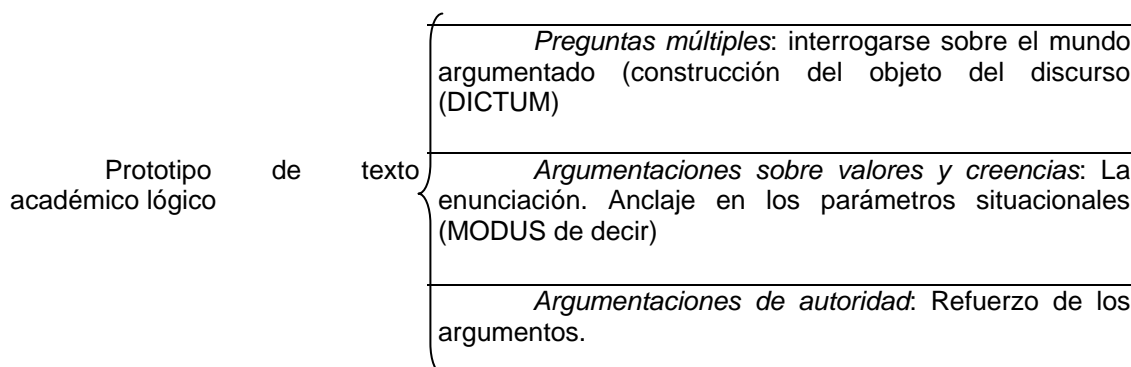 Preguntas múltiples: interrogarse sobre el mundo
argumentado (construcción del objeto del discurso
(DICTUM)
Prototipo de texto
académico lógico
Argumentaciones sobre valores y creencias: La
enunciación. Anclaje en los parámetros situacionales
(MODUS de decir)
Argumentaciones de autoridad: Refuerzo de los
argumentos.